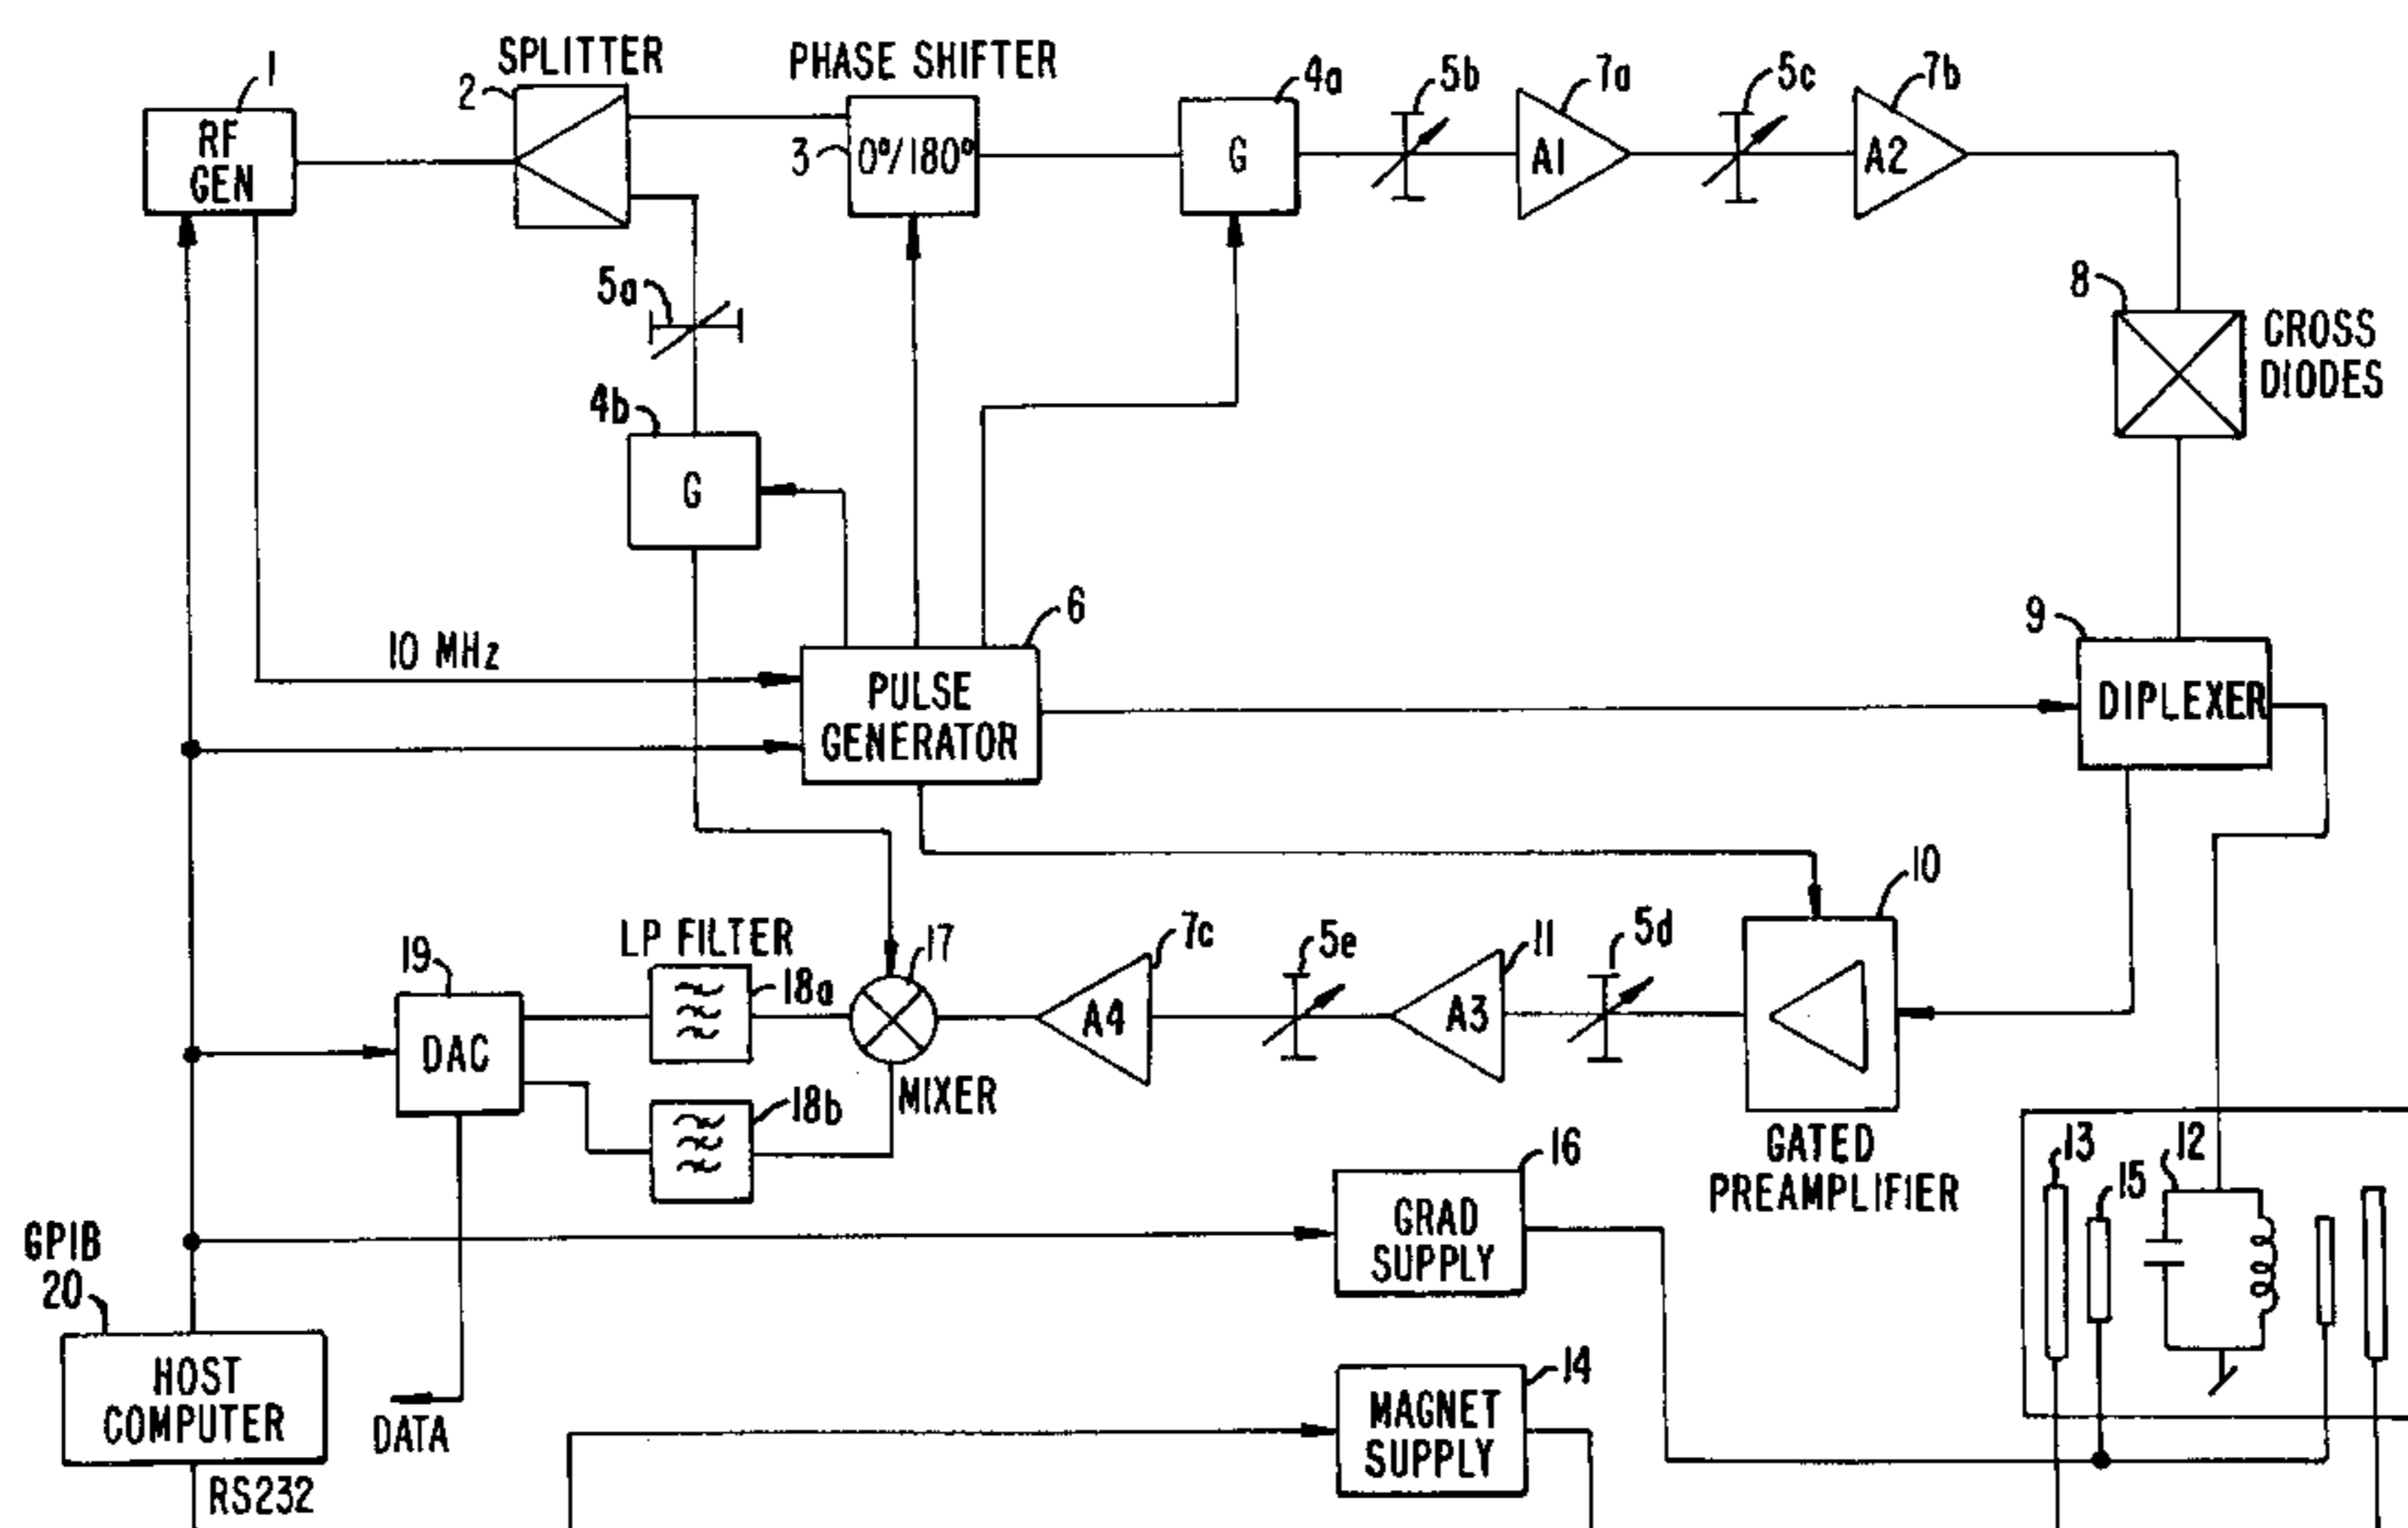 1
SPLITTER
2
PHASE SHIFTER
4a
5b
7a
5c
7b
RF
GEN
3
0°/180°
G
A1
A2
5a
8
CROSS
DIODES
4b
G
10 MHz
6
PULSE
GENERATOR
9
DIPLEXER
10
19
LP FILTER
18a
17
7c
5e
11
5d
DAC
A4
A3
18b
MIXER
GATED
PREAMPLIFIER
16
GRAD
SUPPLY
13
15
12
GPIB
20
HOST
COMPUTER
DATA
14
MAGNET
SUPPLY
RS232